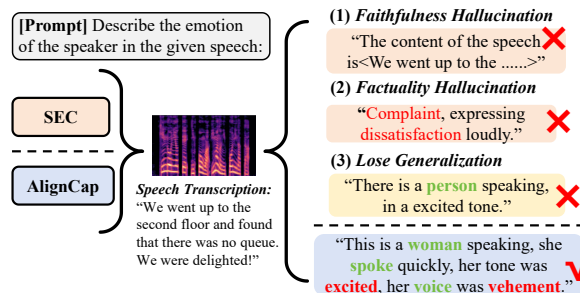 [Prompt] Describe the emotion
of the speaker in the given speech:
SEC
AlignCap
Speech Transcription:
“We went up to the
second floor and found
that there was no queue.
We were delighted!”
(1) Faithfulness Hallucination
“The content of the speech
is<We went up to the ......>”
(2) Factuality Hallucination
“Complaint, expressing
dissatisfaction loudly.”
(3) Lose Generalization
“There is a person speaking,
in a excited tone.”
“This is a woman speaking, she
spoke quickly, her tone was
excited, her voice was vehement.”